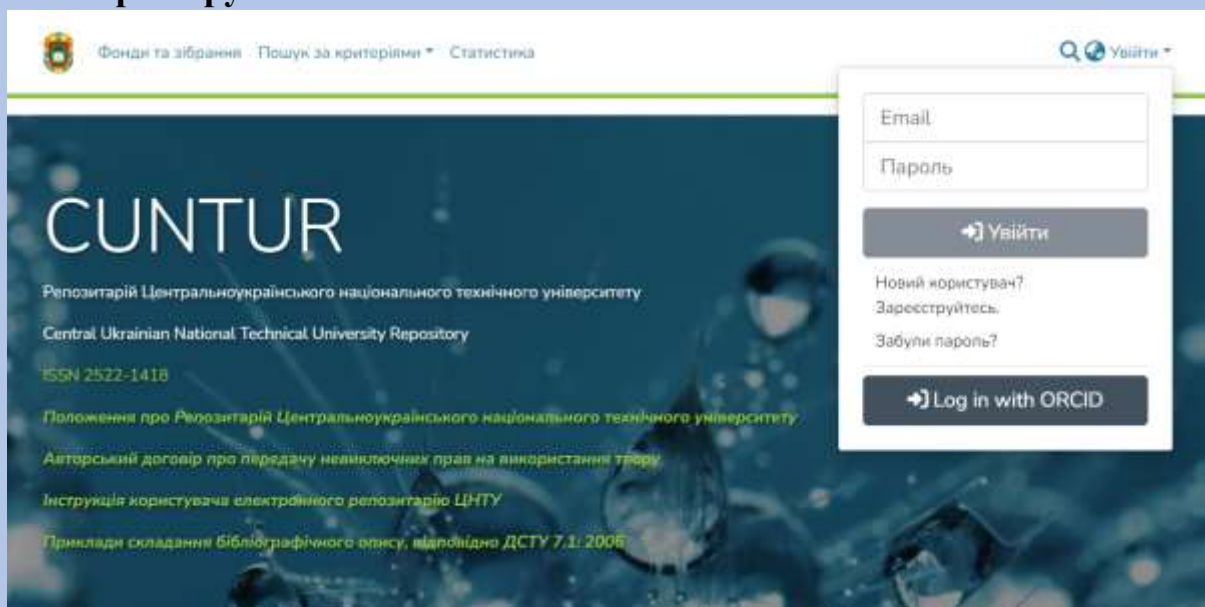 Фонди та зібрання Пошук за критеріями Статистика Увійти
Email
Пароль
Увійти
Новий користувач?
Зареєструйтесь.
Забули пароль?
Log in with ORCID
CUNTUR
Репозитарій Центральноукраїнського національного технічного університету
Central Ukrainian National Technical University Repository
ISSN 2522-1418
Положення про Репозитарій Центральноукраїнського національного технічного університету
Авторський договір про передачу невиключних прав на використання твору
Інструкція користувача електронного репозитарію ЦНТУ
Приклади складання бібліографічного опису, відповідно ДСТУ 7.1: 2006